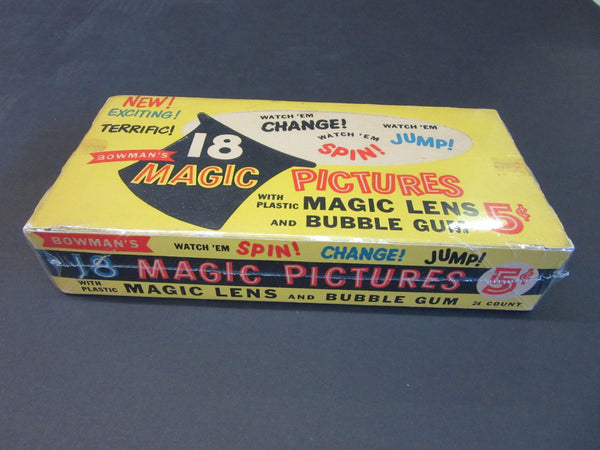 NEW!
EXCITING!
TERRIFIC!
BOWMAN'S
18
MAGIC PICTURES
WATCH 'EM
CHANGE!
WATCH 'EM
SPIN!
WATCH 'EM
JUMP!
WITH PLASTIC MAGIC LENS
AND BUBBLE GUM 5¢
BOWMAN'S WATCH 'EM SPIN! CHANGE! JUMP!
18 MAGIC PICTURES 5¢
WITH PLASTIC MAGIC LENS AND BUBBLE GUM 24 COUNT